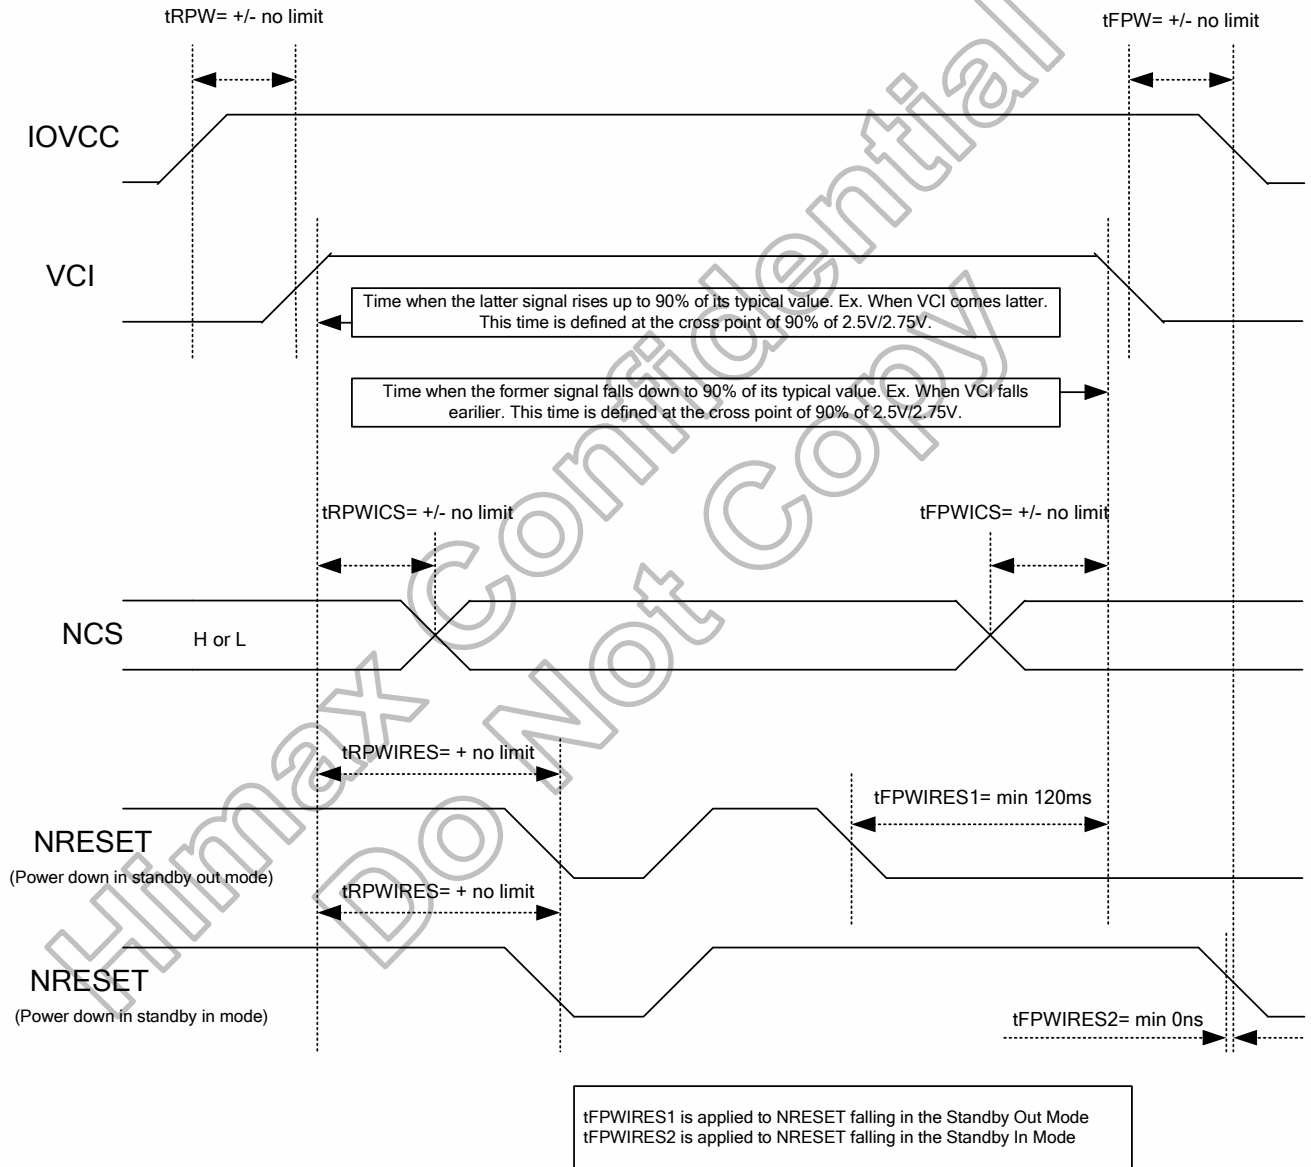 tRPW= +/- no limit
tFPW= +/- no limit
IOVCC
VCI
Time when the latter signal rises up to 90% of its typical value. Ex. When VCI comes latter.
This time is defined at the cross point of 90% of 2.5V/2.75V.
Time when the former signal falls down to 90% of its typical value. Ex. When VCI falls
earilier. This time is defined at the cross point of 90% of 2.5V/2.75V.
tRPWICS= +/- no limit
tFPWICS= +/- no limit
NCS
H or L
tRPWIRES= + no limit
tFPWIRES1= min 120ms
NRESET
(Power down in standby out mode)
tRPWIRES= + no limit
NRESET
(Power down in standby in mode)
tFPWIRES2= min 0ns
tFPWIRES1 is applied to NRESET falling in the Standby Out Mode
tFPWIRES2 is applied to NRESET falling in the Standby In Mode
Himax Confidential
Do Not Copy